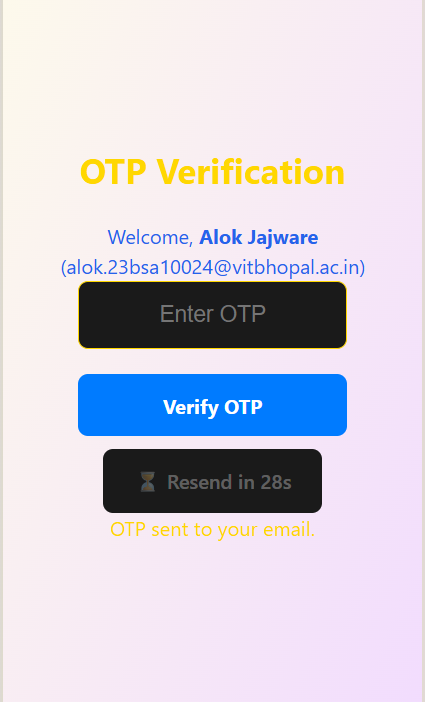 OTP Verification
Welcome, Alok Jajware
(alok.23bsa10024@vitbhopal.ac.in)
Enter OTP
Verify OTP
⏳ Resend in 28s
OTP sent to your email.